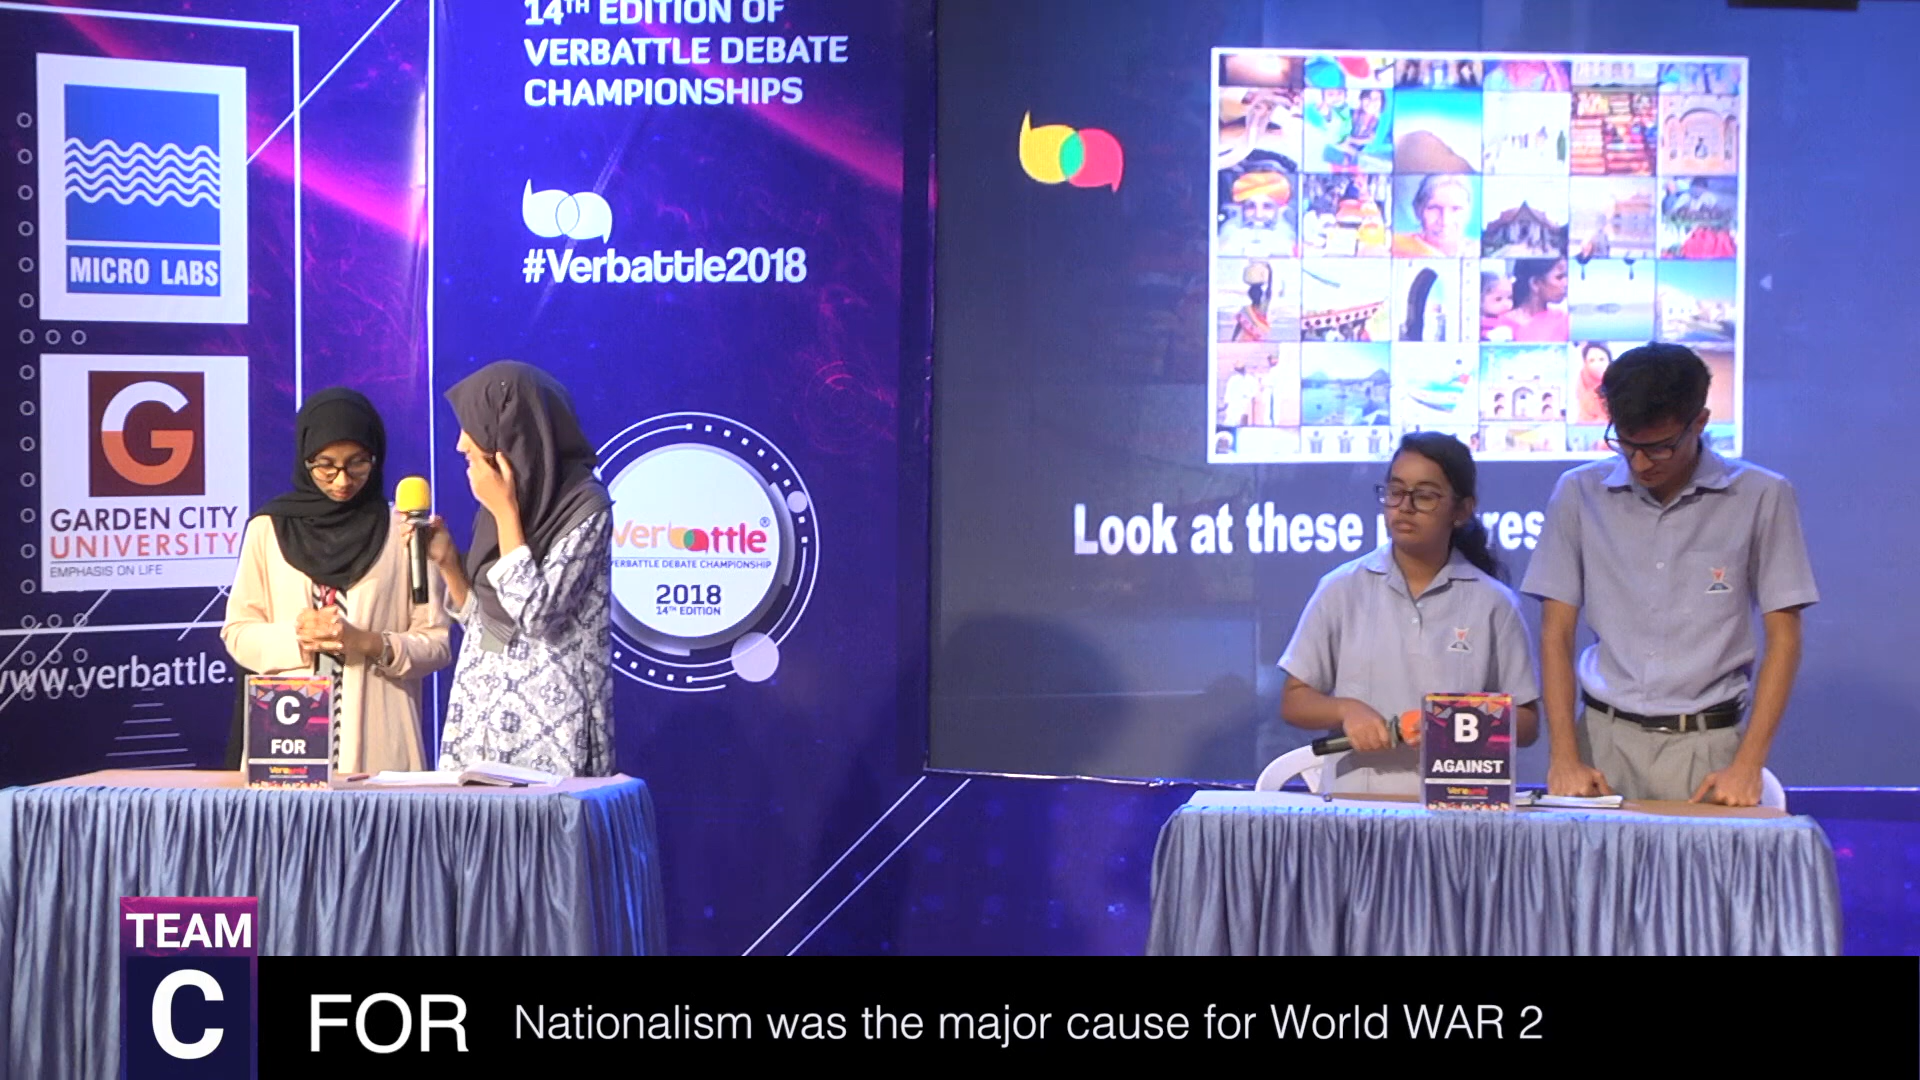 14TH EDITION OF
VERBATTLE DEBATE
CHAMPIONSHIPS
#Verbattle2018
MICRO LABS
G
GARDEN CITY
UNIVERSITY
EMPHASIS ON LIFE
www.verbattle.
verbattle®
VERBATTLE DEBATE CHAMPIONSHIP
2018
14TH EDITION
Look at these
C
FOR
Verbattle
B
AGAINST
Verbattle
TEAM
C
FOR Nationalism was the major cause for World WAR 2